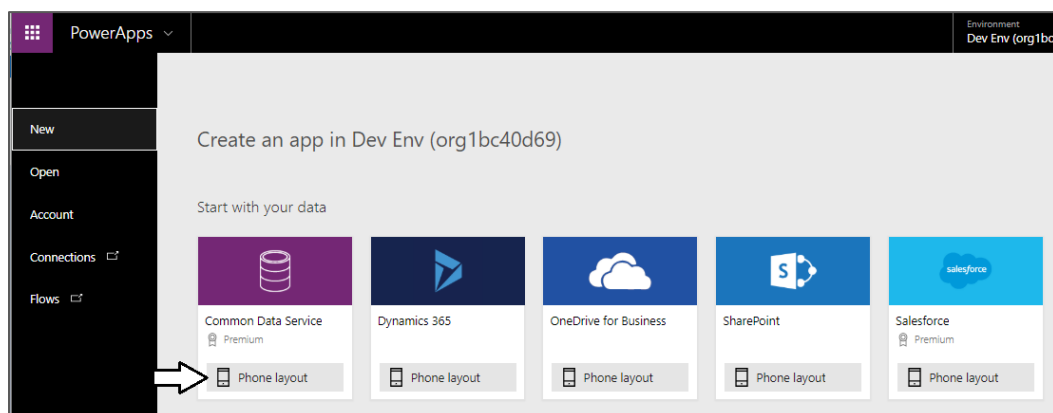 PowerApps
Environment
Dev Env (org1bc
New
Open
Account
Connections
Flows
Create an app in Dev Env (org1bc40d69)
Start with your data
S
salesforce
Common Data Service
Premium
Phone layout
Dynamics 365
Phone layout
OneDrive for Business
Phone layout
SharePoint
Phone layout
Salesforce
Premium
Phone layout